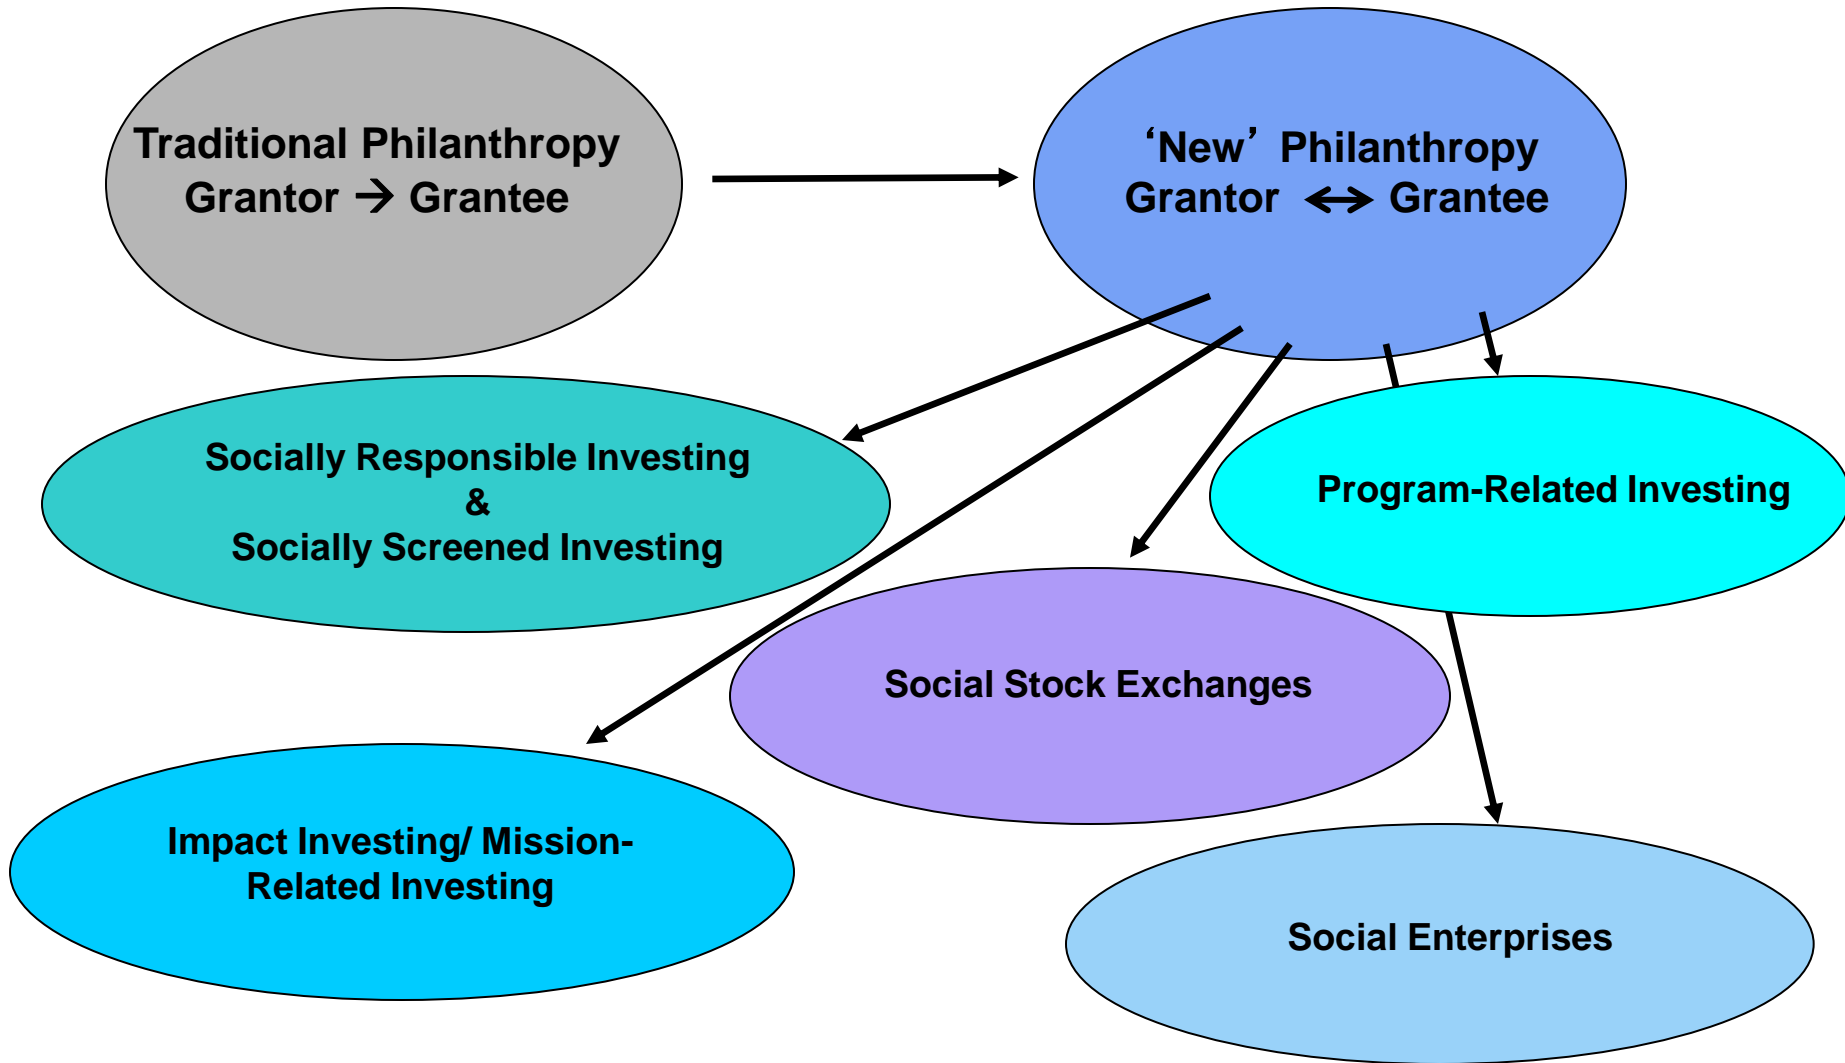 Traditional Philanthropy
Grantor → Grantee
‘New’ Philanthropy
Grantor ↔ Grantee
Socially Responsible Investing
&
Socially Screened Investing
Program-Related Investing
Social Stock Exchanges
Impact Investing/ Mission-
Related Investing
Social Enterprises